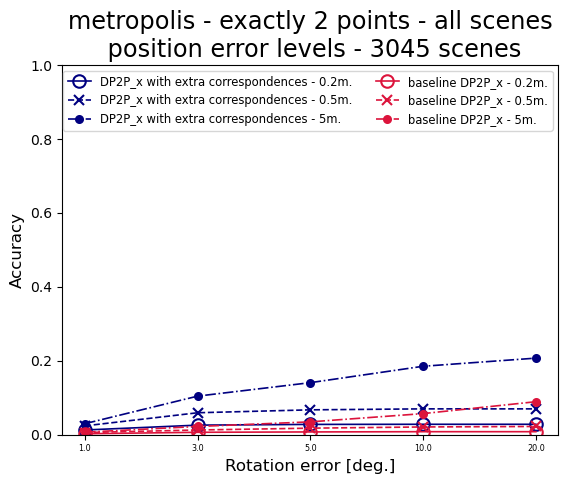 metropolis - exactly 2 points - all scenes
position error levels - 3045 scenes
DP2P_x with extra correspondences - 0.2m.
DP2P_x with extra correspondences - 0.5m.
DP2P_x with extra correspondences - 5m.
baseline DP2P_x - 0.2m.
baseline DP2P_x - 0.5m.
baseline DP2P_x - 5m.
Accuracy
1.0
0.8
0.6
0.4
0.2
0.0
1.0 3.0 5.0 10.0 20.0
Rotation error [deg.]